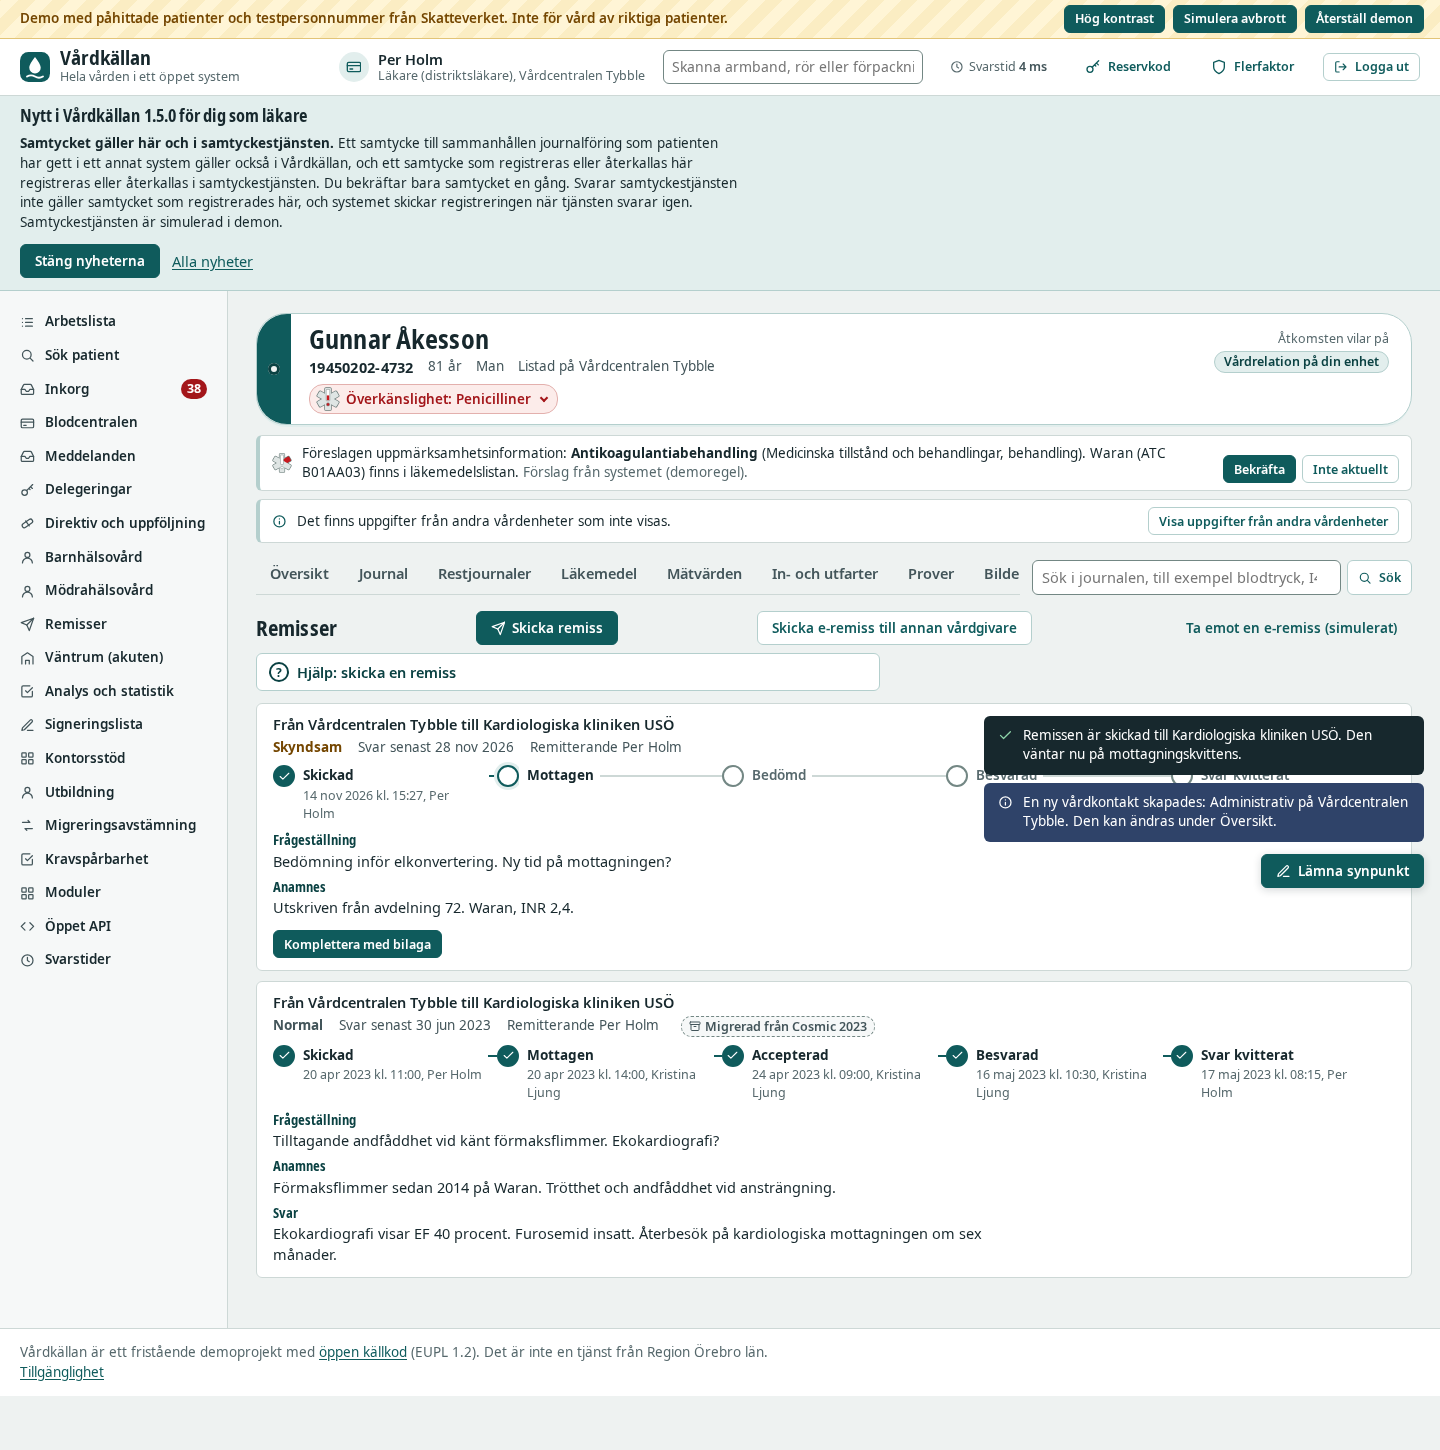 Demo med påhittade patienter och testpersonnummer från Skatteverket. Inte för vård av riktiga patienter.
Hög kontrast
Simulera avbrott
Återställ demon
Vårdkällan
Hela vården i ett öppet system
Per Holm
Läkare (distriktsläkare), Vårdcentralen Tybble
Skanna armband, rör eller förpackni
Svarstid 4 ms
Reservkod
Flerfaktor
Logga ut
Nytt i Vårdkällan 1.5.0 för dig som läkare
Samtycket gäller här och i samtyckestjänsten. Ett samtycke till sammanhållen journalföring som patienten
har gett i ett annat system gäller också i Vårdkällan, och ett samtycke som registreras eller återkallas här
registreras eller återkallas i samtyckestjänsten. Du bekräftar bara samtycket en gång. Svarar samtyckestjänsten
inte gäller samtycket som registrerades här, och systemet skickar registreringen när tjänsten svarar igen.
Samtyckestjänsten är simulerad i demon.
Stäng nyheterna
Alla nyheter
Arbetslista
Sök patient
Inkorg
38
Blodcentralen
Meddelanden
Delegeringar
Direktiv och uppföljning
Barnhälsovård
Mödrahälsovård
Remisser
Väntrum (akuten)
Analys och statistik
Signeringslista
Kontorsstöd
Utbildning
Migreringsavstämning
Kravspårbarhet
Moduler
Öppet API
Svarstider
Gunnar Åkesson
19450202-4732
81 år
Man
Listad på Vårdcentralen Tybble
Överkänslighet: Penicilliner
Åtkomsten vilar på
Vårdrelation på din enhet
Föreslagen uppmärksamhetsinformation: Antikoagulantiabehandling (Medicinska tillstånd och behandlingar, behandling). Waran (ATC
B01AA03) finns i läkemedelslistan. Förslag från systemet (demoregel).
Bekräfta
Inte aktuellt
Det finns uppgifter från andra vårdenheter som inte visas.
Visa uppgifter från andra vårdenheter
Översikt
Journal
Restjournaler
Läkemedel
Mätvärden
In- och utfarter
Prover
Bilde
Sök i journalen, till exempel blodtryck, I4
Sök
Remisser
Skicka remiss
Skicka e-remiss till annan vårdgivare
Ta emot en e-remiss (simulerat)
Hjälp: skicka en remiss
Från Vårdcentralen Tybble till Kardiologiska kliniken USÖ
Skyndsam
Svar senast 28 nov 2026
Remitterande Per Holm
Skickad
14 nov 2026 kl. 15:27, Per
Holm
Mottagen
Bedömd
Besvarad
Svar kvitterat
Remissen är skickad till Kardiologiska kliniken USÖ. Den
väntar nu på mottagningskvittens.
En ny vårdkontakt skapades: Administrativ på Vårdcentralen
Tybble. Den kan ändras under Översikt.
Lämna synpunkt
Frågeställning
Bedömning inför elkonvertering. Ny tid på mottagningen?
Anamnes
Utskriven från avdelning 72. Waran, INR 2,4.
Komplettera med bilaga
Från Vårdcentralen Tybble till Kardiologiska kliniken USÖ
Normal
Svar senast 30 jun 2023
Remitterande Per Holm
Migrerad från Cosmic 2023
Skickad
20 apr 2023 kl. 11:00, Per Holm
Mottagen
20 apr 2023 kl. 14:00, Kristina
Ljung
Accepterad
24 apr 2023 kl. 09:00, Kristina
Ljung
Besvarad
16 maj 2023 kl. 10:30, Kristina
Ljung
Svar kvitterat
17 maj 2023 kl. 08:15, Per
Holm
Frågeställning
Tilltagande andfåddhet vid känt förmaksflimmer. Ekokardiografi?
Anamnes
Förmaksflimmer sedan 2014 på Waran. Trötthet och andfåddhet vid ansträngning.
Svar
Ekokardiografi visar EF 40 procent. Furosemid insatt. Återbesök på kardiologiska mottagningen om sex
månader.
Vårdkällan är ett fristående demoprojekt med öppen källkod (EUPL 1.2). Det är inte en tjänst från Region Örebro län.
Tillgänglighet